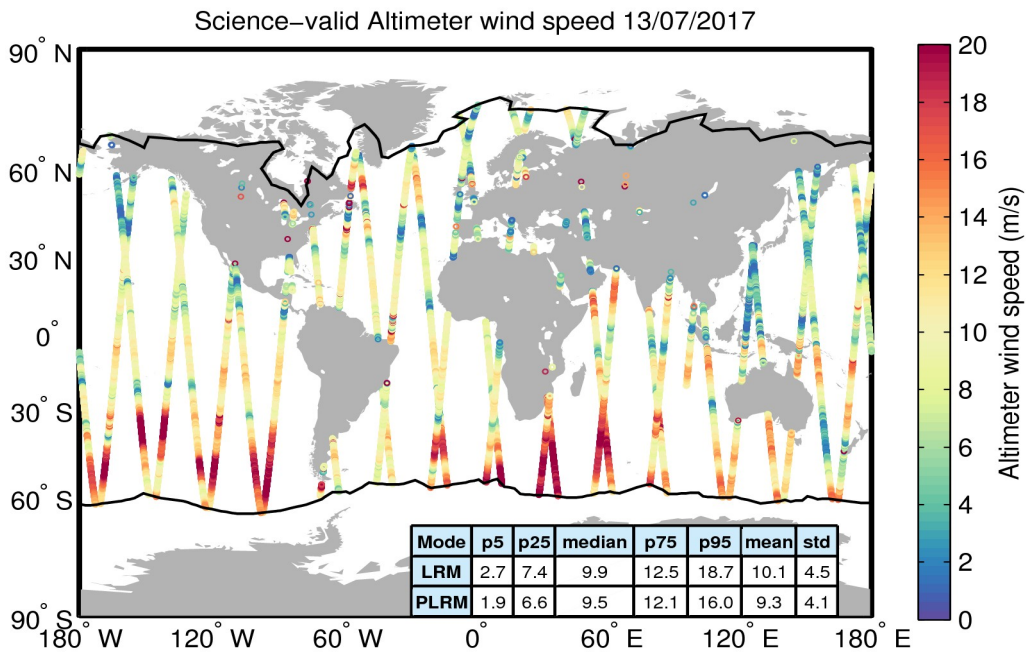 Science−valid Altimeter wind speed 13/07/2017
90° N
60° N
30° N
0°
30° S
60° S
90° S
180° W
120° W
60° W
0°
60° E
120° E
180° E
Mode p5 p25 median p75 p95 mean std
LRM 2.7 7.4 9.9 12.5 18.7 10.1 4.5
PLRM 1.9 6.6 9.5 12.1 16.0 9.3 4.1
20
18
16
14
12
10
8
6
4
2
0
Altimeter wind speed (m/s)